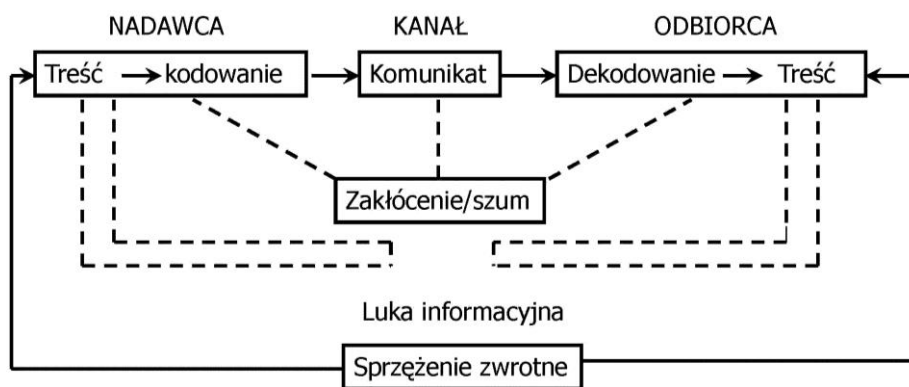 NADAWCA KANAŁ ODBIORCA
Treść kodowanie Komunikat Dekodowanie Treść
Zakłócenie/szum
Luka informacyjna
Sprzężenie zwrotne